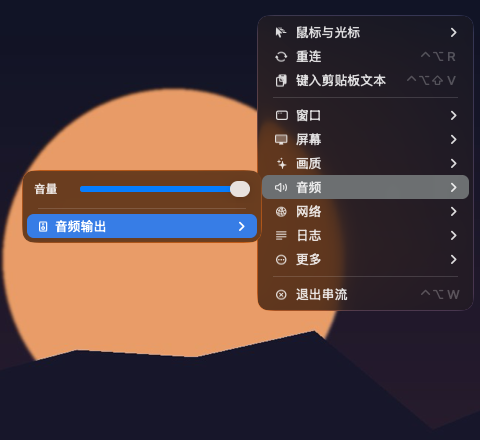 鼠标与光标
重连 ⌃⌥R
键入剪贴板文本 ⌃⌥⇧V
窗口
屏幕
画质
音频
网络
日志
更多
退出串流 ⌃⌥W
音量
音频输出